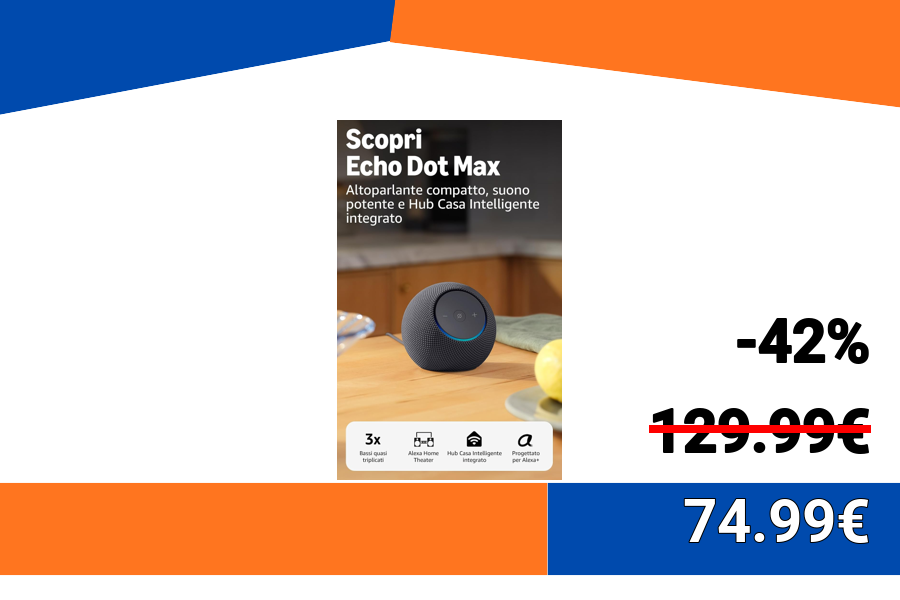 Scopri
Echo Dot Max
Altoparlante compatto, suono
potente e Hub Casa Intelligente
integrato
3x
Bassi quasi
triplicati
Alexa Home
Theater
Hub Casa Intelligente
integrato
Progettato
per Alexa+
-42%
129.99€
74.99€